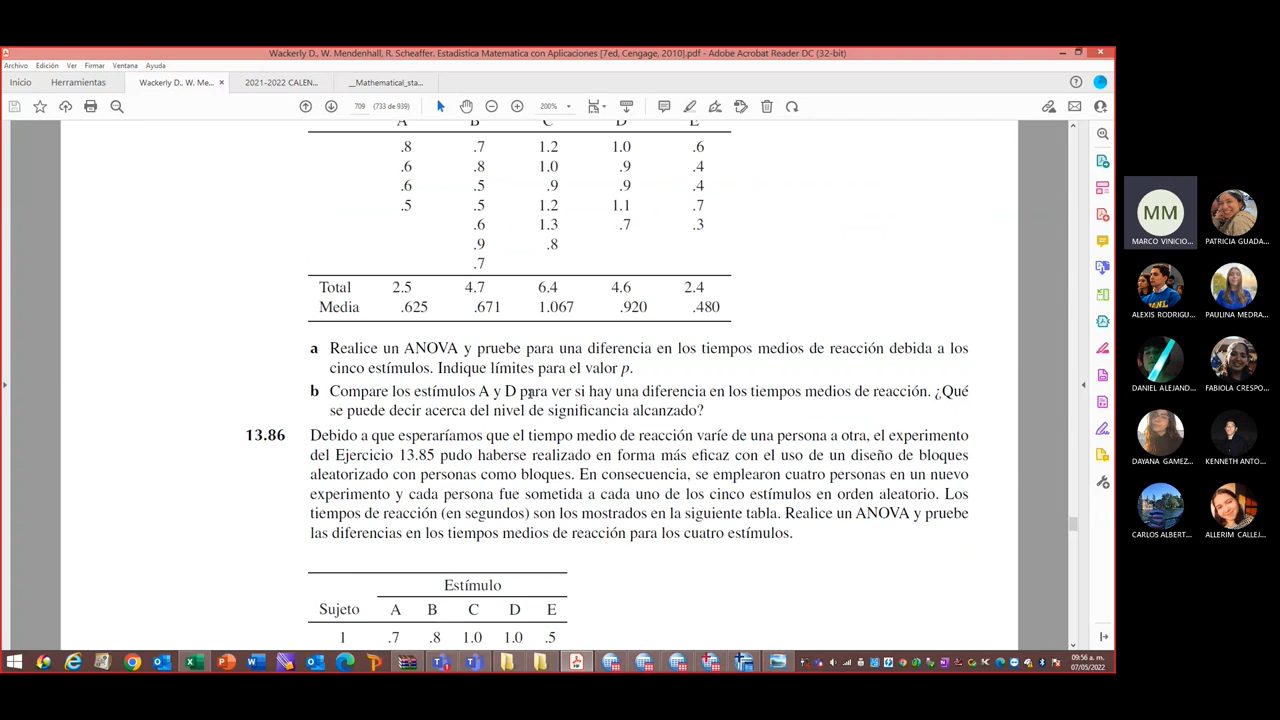 Wackerly D., W. Mendenhall, R. Scheaffer. Estadística Matematica con Aplicaciones [7ed, Cengage, 2010].pdf - Adobe Acrobat Reader DC (32-bit)
Archivo Edición Ver Firmar Ventana Ayuda
Inicio Herramientas Wackerly D., W. Me... × 2021-2022 CALEN... __Mathematical_sta...
709 (733 de 939) 200%
A B C D E
.8 .7 1.2 1.0 .6
.6 .8 1.0 .9 .4
.6 .5 .9 .9 .4
.5 .5 1.2 1.1 .7
.6 1.3 .7 .3
.9 .8
.7
Total 2.5 4.7 6.4 4.6 2.4
Media .625 .671 1.067 .920 .480
a Realice un ANOVA y pruebe para una diferencia en los tiempos medios de reacción debida a los
cinco estímulos. Indique límites para el valor p.
b Compare los estímulos A y D para ver si hay una diferencia en los tiempos medios de reacción. ¿Qué
se puede decir acerca del nivel de significancia alcanzado?
13.86 Debido a que esperaríamos que el tiempo medio de reacción varíe de una persona a otra, el experimento
del Ejercicio 13.85 pudo haberse realizado en forma más eficaz con el uso de un diseño de bloques
aleatorizado con personas como bloques. En consecuencia, se emplearon cuatro personas en un nuevo
experimento y cada persona fue sometida a cada uno de los cinco estímulos en orden aleatorio. Los
tiempos de reacción (en segundos) son los mostrados en la siguiente tabla. Realice un ANOVA y pruebe
las diferencias en los tiempos medios de reacción para los cuatro estímulos.
Estímulo
Sujeto A B C D E
1 .7 .8 1.0 1.0 .5
09:56 a. m.
07/05/2022
MM
MARCO VINICIO... PATRICIA GUADA...
ALEXIS RODRIGU... PAULINA MEDRA...
DANIEL ALEJAND... FABIOLA CRESPO...
DAYANA GAMEZ... KENNETH ANTO...
CARLOS ALBERT... ALLERIM CALLEJ...